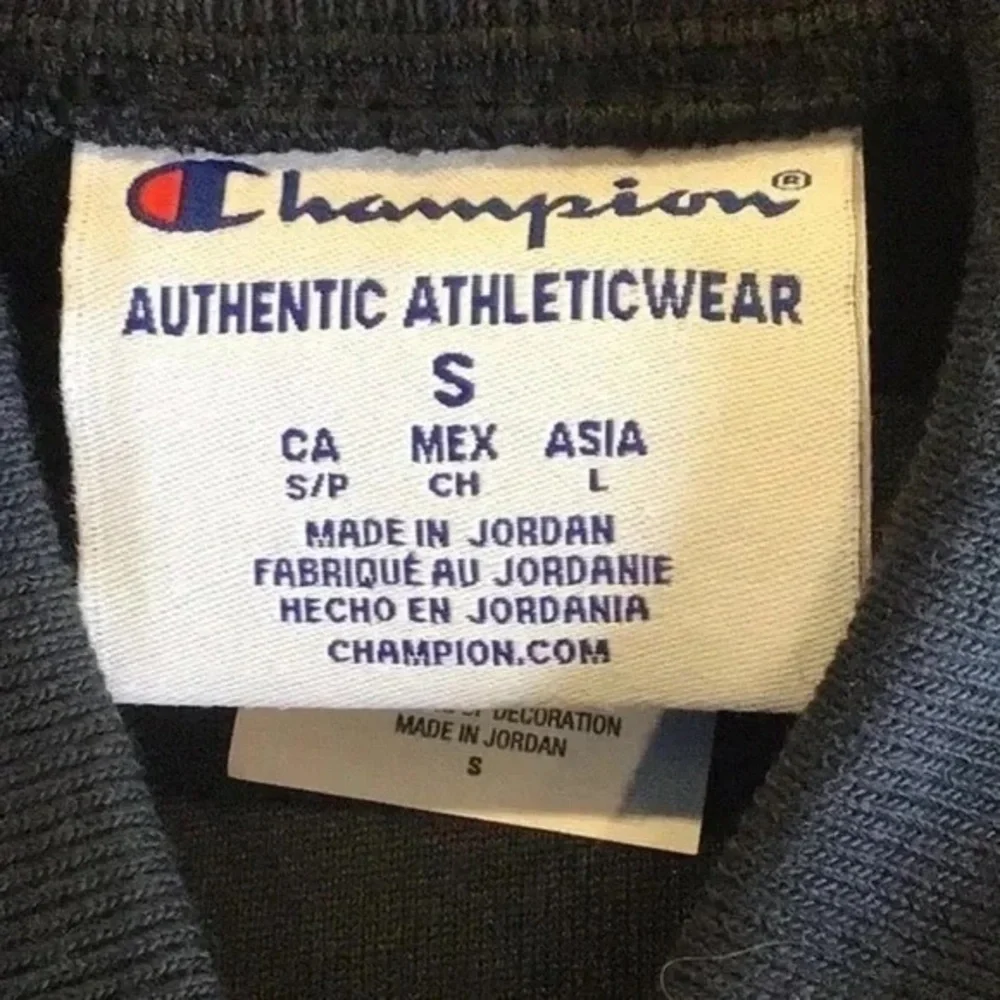 Champion®
AUTHENTIC ATHLETICWEAR
S
CA MEX ASIA
S/P CH L
MADE IN JORDAN
FABRIQUÉ AU JORDANIE
HECHO EN JORDANIA
CHAMPION.COM
OF DECORATION
MADE IN JORDAN
S